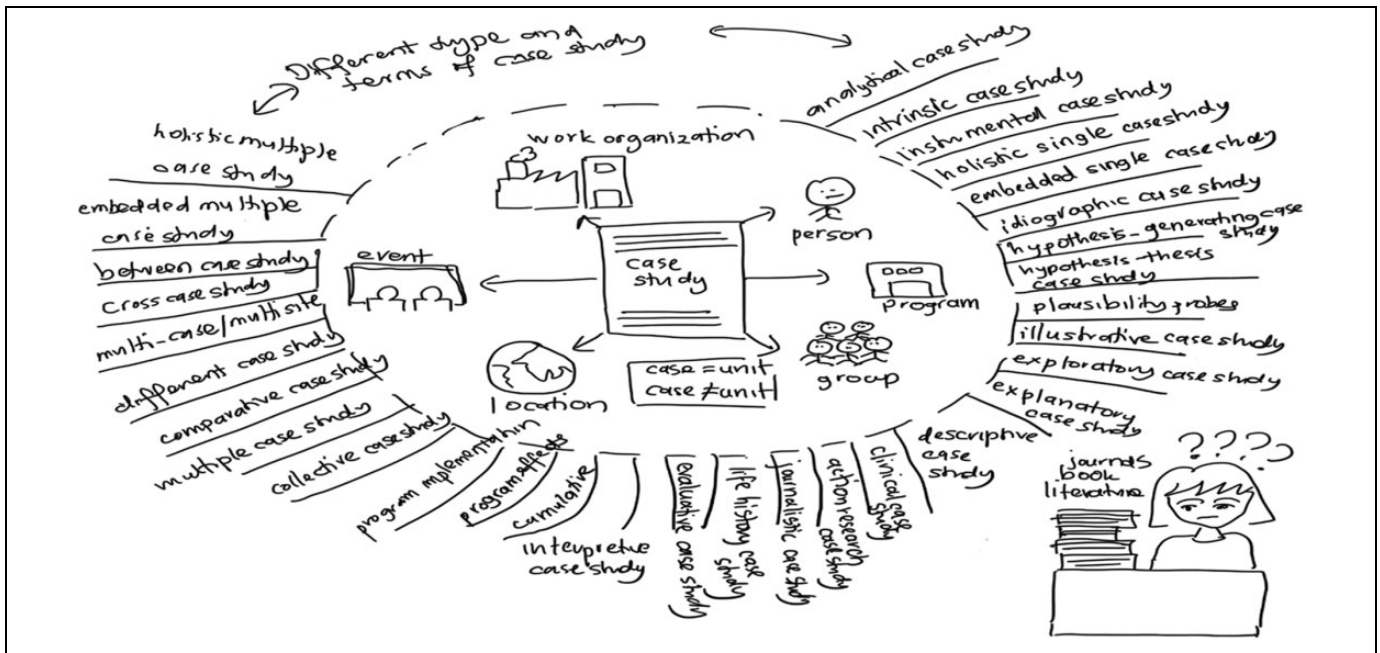 Different type and
terms of case study
analytical case study
intrinsic case study
instrumental case study
holistic single case study
embedded single case study
idiographic case study
hypothesis-generating case
study
hypothesis-thesis
case study
plausibility probes
illustrative case study
exploratory case study
explanatory
case study
descriptive
case
study
clinical case
study
action research
case study
journalistic case study
life history case
study
evaluative case study
interpretive
case study
cumulative
program effects
program mplementation
collective case study
multiple case study
comparative case study
different case study
multi-case/multisite
cross case study
between case study
embedded multiple
case study
holistic multiple
case study
work organization
person
program
group
location
event
case
study
case = unit
case ≠ unit
journals
book
literature
? ? ? ?